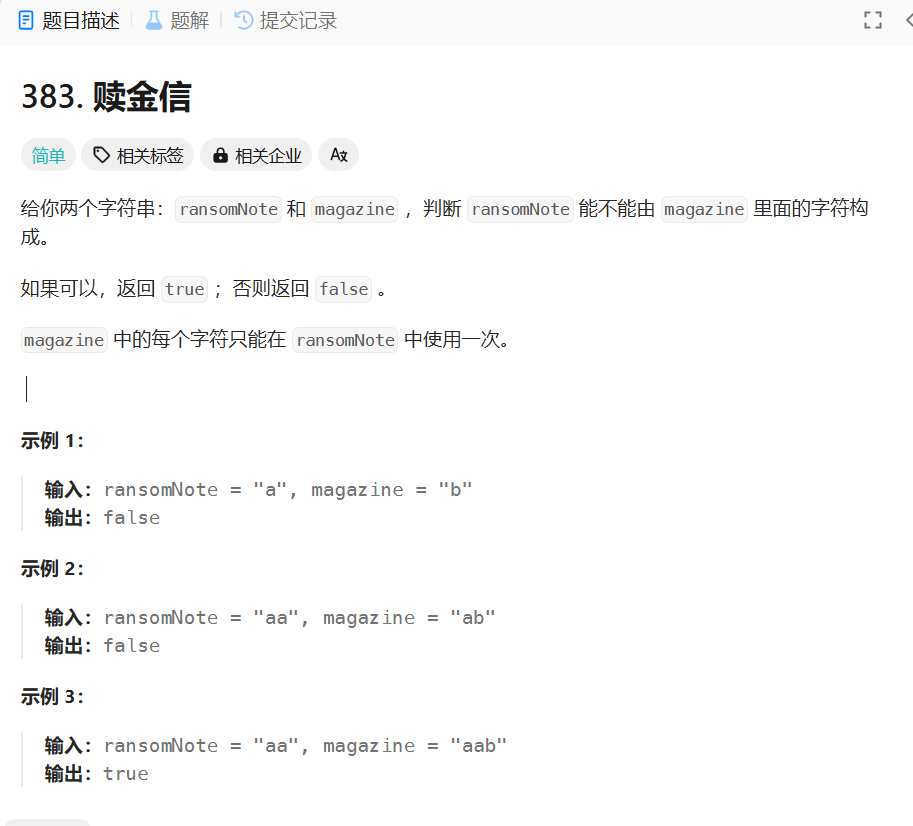 题目描述 题解 提交记录
383. 赎金信
简单 相关标签 相关企业 Az
给你两个字符串：ransomNote 和 magazine ，判断 ransomNote 能不能由 magazine 里面的字符构
成。
如果可以，返回 true ；否则返回 false 。
magazine 中的每个字符只能在 ransomNote 中使用一次。
示例 1：
输入：ransomNote = "a", magazine = "b"
输出：false
示例 2：
输入：ransomNote = "aa", magazine = "ab"
输出：false
示例 3：
输入：ransomNote = "aa", magazine = "aab"
输出：true